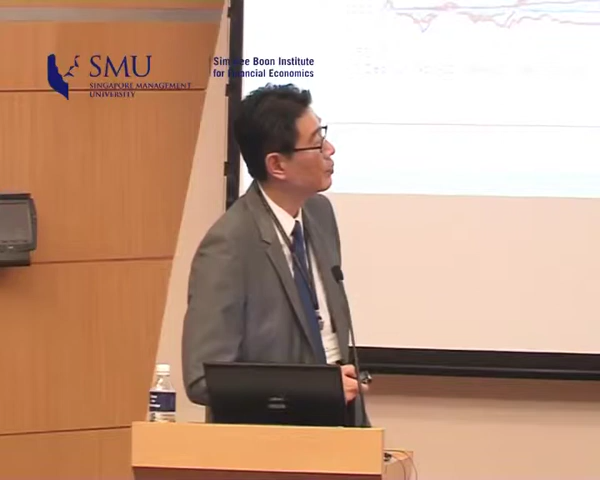 SMU
SINGAPORE MANAGEMENT
UNIVERSITY
Sim Kee Boon Institute
for Financial Economics